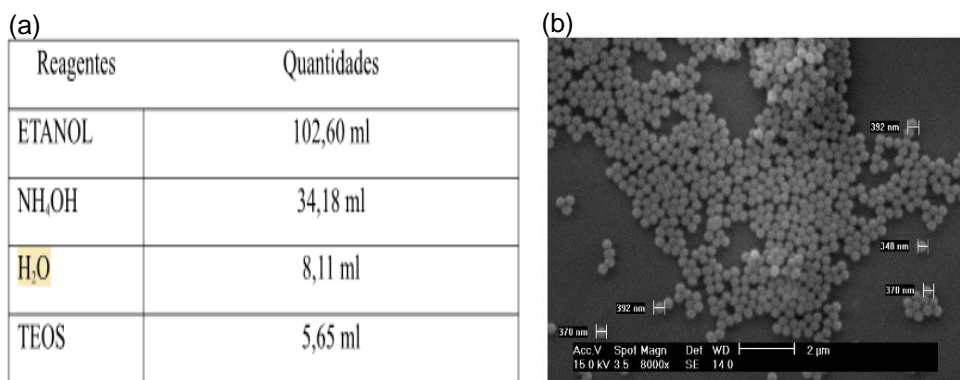 (a)
Reagentes Quantidades
ETANOL 102,60 ml
NH₄OH 34,18 ml
H₂O 8,11 ml
TEOS 5,65 ml
(b)
392 nm
348 nm
370 nm
392 nm
370 nm
Acc.V Spot Magn Det WD 2 µm
15.0 kV 3.5 8000x SE 14.0